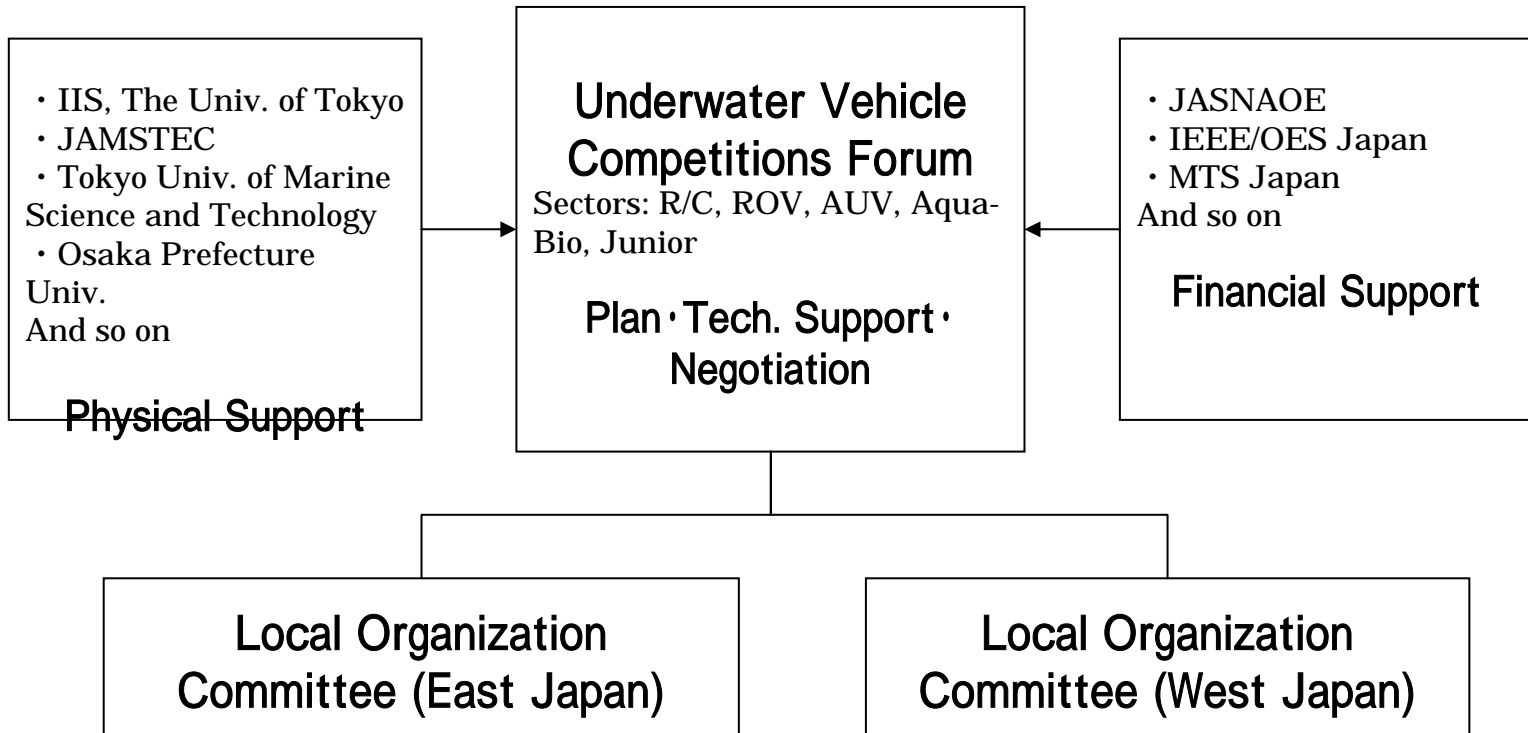 ・IIS, The Univ. of Tokyo
・JAMSTEC
・Tokyo Univ. of Marine
Science and Technology
・Osaka Prefecture
Univ.
And so on
Physical Support
Underwater Vehicle
Competitions Forum
Sectors: R/C, ROV, AUV, Aqua-
Bio, Junior
Plan・Tech. Support・
Negotiation
・JASNAOE
・IEEE/OES Japan
・MTS Japan
And so on
Financial Support
Local Organization
Committee (East Japan)
Local Organization
Committee (West Japan)